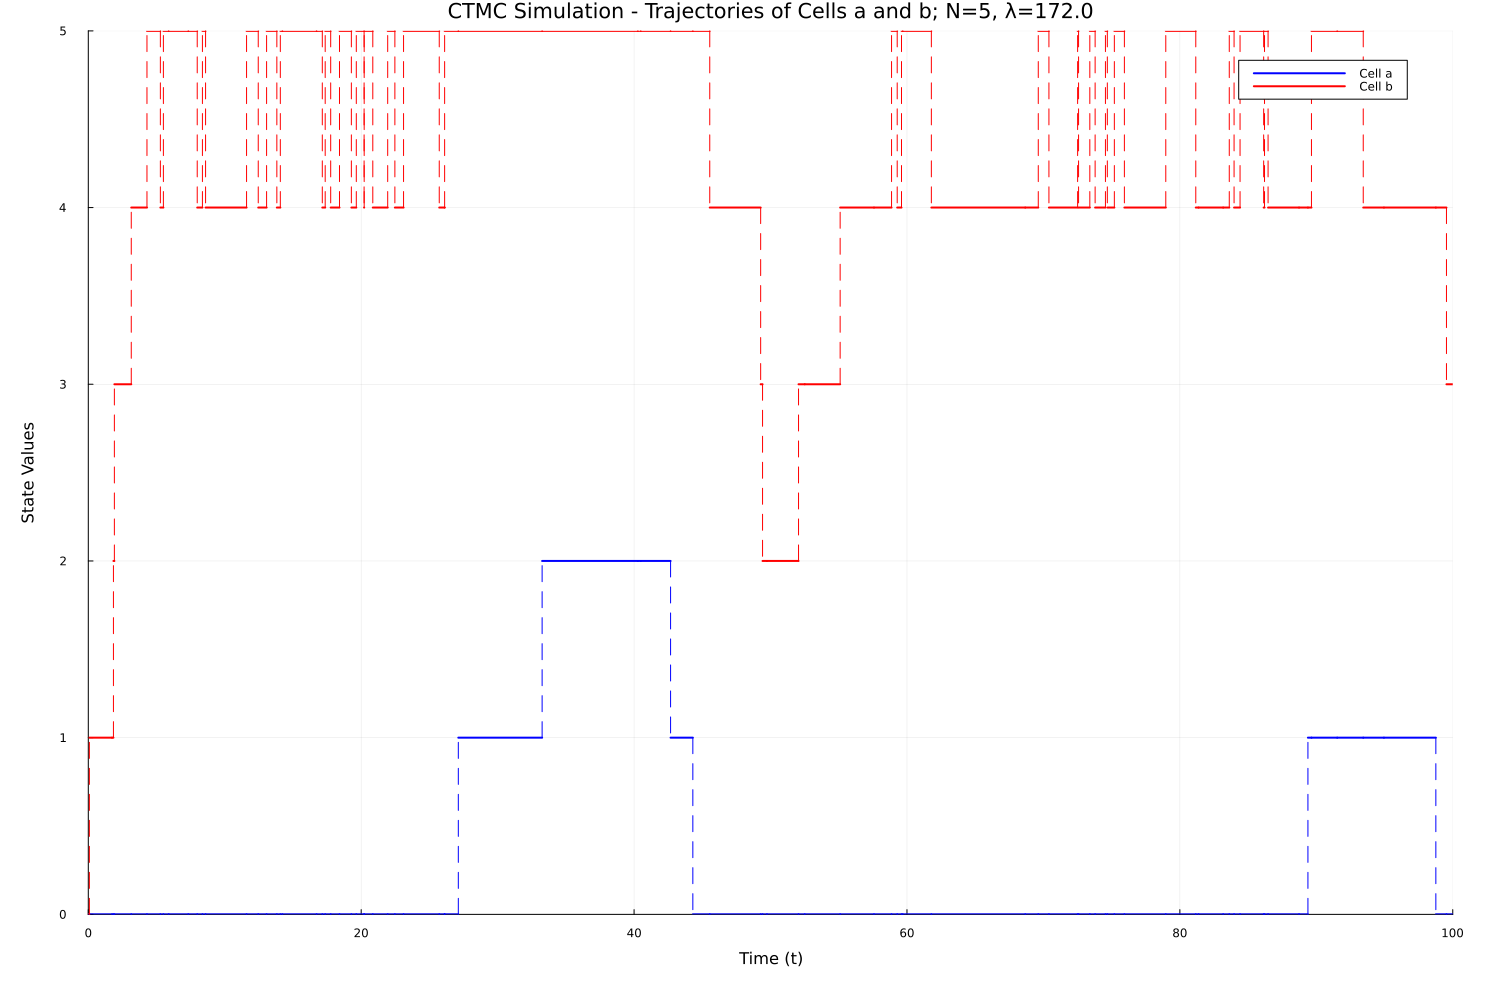 CTMC Simulation - Trajectories of Cells a and b; N=5, λ=172.0
5
Cell a
Cell b
4
3
State Values
2
1
0
0 20 40 60 80 100
Time (t)